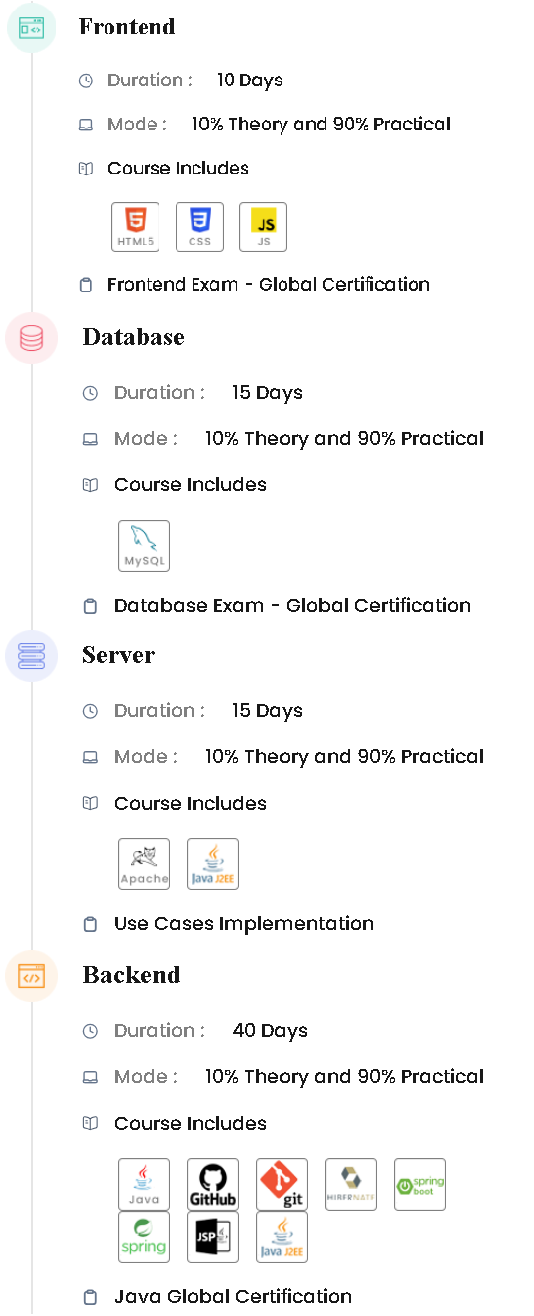 Frontend
Duration : 10 Days
Mode : 10% Theory and 90% Practical
Course Includes
HTML5 CSS JS JS
Frontend Exam - Global Certification
Database
Duration : 15 Days
Mode : 10% Theory and 90% Practical
Course Includes
MySQL
Database Exam - Global Certification
Server
Duration : 15 Days
Mode : 10% Theory and 90% Practical
Course Includes
Apache Java J2EE
Use Cases Implementation
Backend
Duration : 40 Days
Mode : 10% Theory and 90% Practical
Course Includes
Java GitHub git HIBERNATE spring boot
spring JSP Java J2EE
Java Global Certification